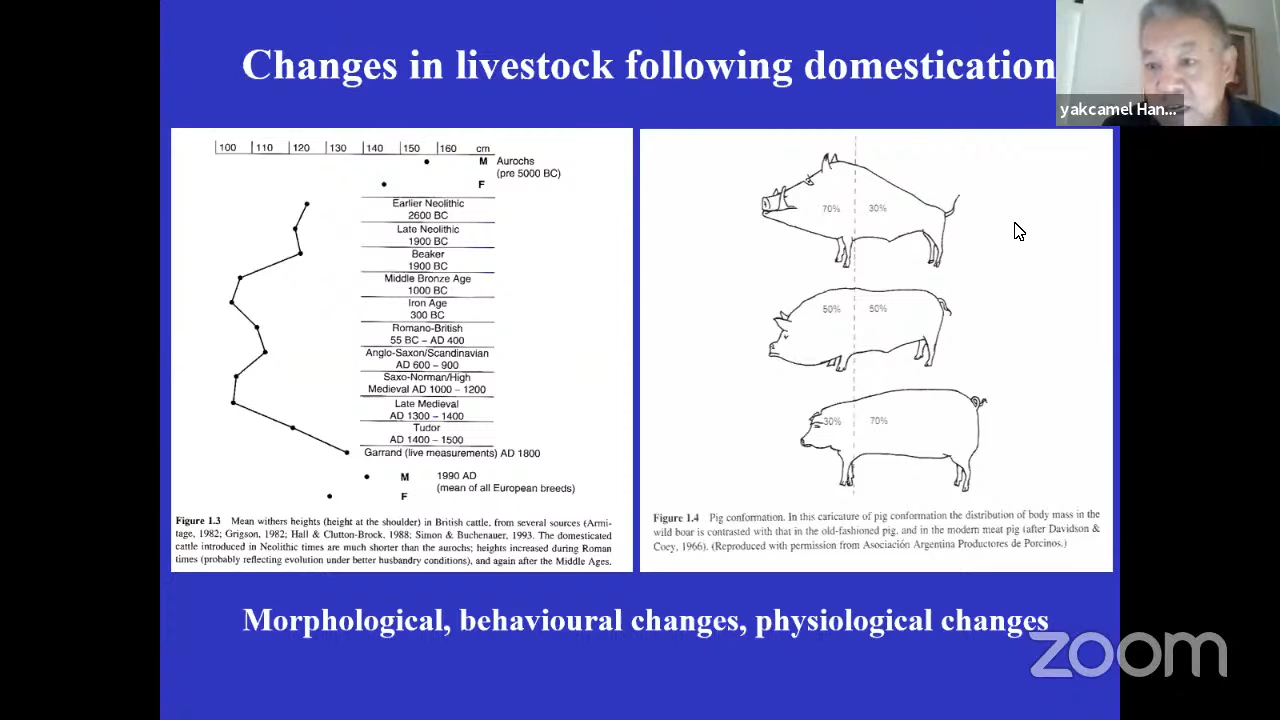 Changes in livestock following domestication
yakcamel Han...
100 110 120 130 140 150 160 cm
M Aurochs
(pre 5000 BC)
F
Earlier Neolithic
2600 BC
Late Neolithic
1900 BC
Beaker
1900 BC
Middle Bronze Age
1000 BC
Iron Age
300 BC
Romano-British
55 BC – AD 400
Anglo-Saxon/Scandinavian
AD 600 – 900
Saxo-Norman/High
Medieval AD 1000 – 1200
Late Medieval
AD 1300 – 1400
Tudor
AD 1400 – 1500
Garrand (live measurements) AD 1800
M 1990 AD
(mean of all European breeds)
F
Figure 1.3 Mean withers heights (height at the shoulder) in British cattle, from several sources (Armi-
tage, 1982; Grigson, 1982; Hall & Clutton-Brock, 1988; Simon & Buchenauer, 1993. The domesticated
cattle introduced in Neolithic times are much shorter than the aurochs; heights increased during Roman
times (probably reflecting evolution under better husbandry conditions), and again after the Middle Ages.
70% 30%
50% 50%
30% 70%
Figure 1.4 Pig conformation. In this caricature of pig conformation the distribution of body mass in the
wild boar is contrasted with that in the old-fashioned pig, and in the modern meat pig (after Davidson &
Coey, 1966). (Reproduced with permission from Asociación Argentina Productores de Porcinos.)
Morphological, behavioural changes, physiological changes
zoom